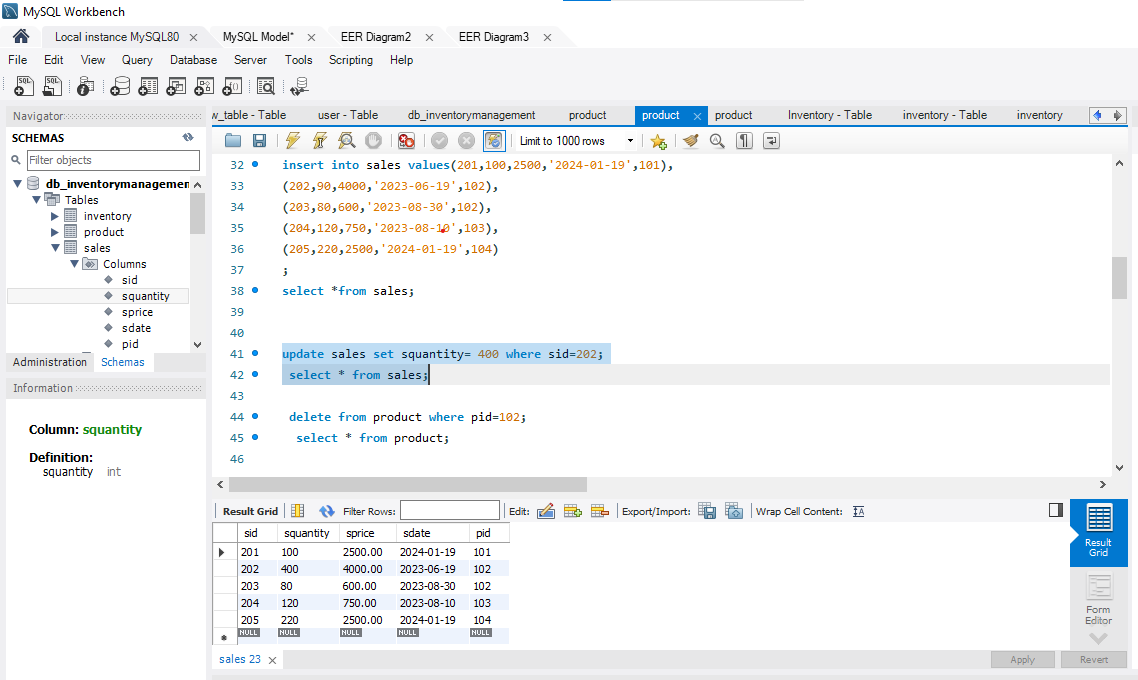 MySQL Workbench
Local instance MySQL80 MySQL Model* EER Diagram2 EER Diagram3
File Edit View Query Database Server Tools Scripting Help
Navigator
SCHEMAS
Filter objects
db_inventorymanagemen
Tables
inventory
product
sales
Columns
sid
squantity
sprice
sdate
pid
Administration Schemas
Information
Column: squantity
Definition:
squantity int
w_table - Table user - Table db_inventorymanagement product product product Inventory - Table inventory - Table inventory
Limit to 1000 rows
32 insert into sales values(201,100,2500,'2024-01-19',101),
33 (202,90,4000,'2023-06-19',102),
34 (203,80,600,'2023-08-30',102),
35 (204,120,750,'2023-08-10',103),
36 (205,220,2500,'2024-01-19',104)
37 ;
38 select *from sales;
39
40
41 update sales set squantity= 400 where sid=202;
42 select * from sales;
43
44 delete from product where pid=102;
45 select * from product;
46
Result Grid Filter Rows: Edit: Export/Import: Wrap Cell Content:
sid squantity sprice sdate pid
201 100 2500.00 2024-01-19 101
202 400 4000.00 2023-06-19 102
203 80 600.00 2023-08-30 102
204 120 750.00 2023-08-10 103
205 220 2500.00 2024-01-19 104
NULL NULL NULL NULL NULL
Result
Grid
Form
Editor
sales 23
Apply Revert